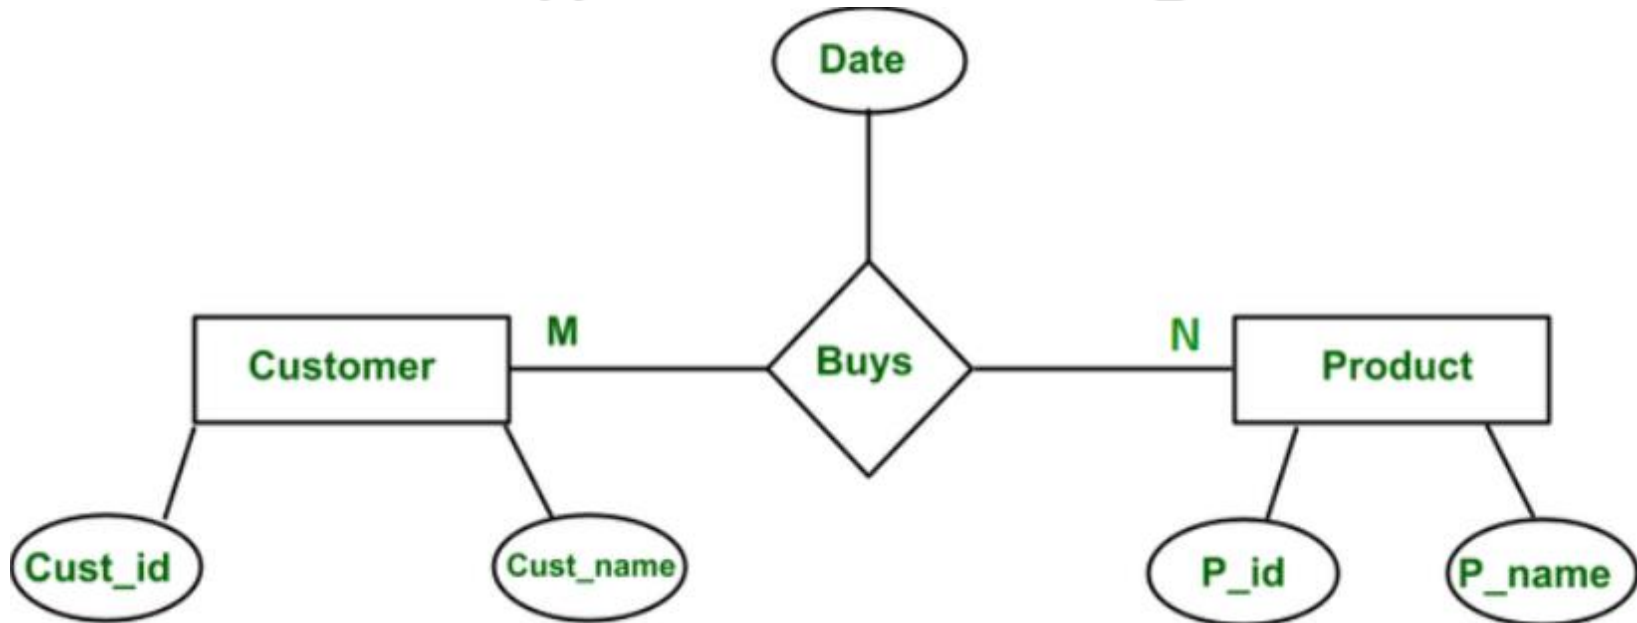 Date
M
N
Customer
Buys
Product
Cust_id
Cust_name
P_id
P_name